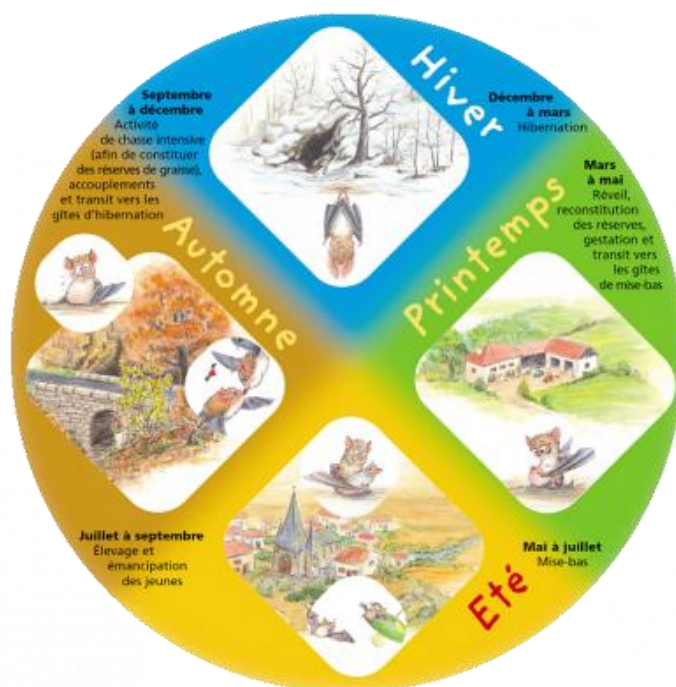 Hiver
Décembre
à mars
Hibernation
Printemps
Mars
à mai
Réveil,
reconstitution
des réserves,
gestation et
transit vers
les gîtes
de mise-bas
Eté
Mai à juillet
Mise-bas
Juillet à septembre
Élevage et
émancipation
des jeunes
Automne
Septembre
à décembre
Activité
de chasse intensive
(afin de constituer
des réserves de graisse),
accouplements
et transit vers les
gîtes d'hibernation